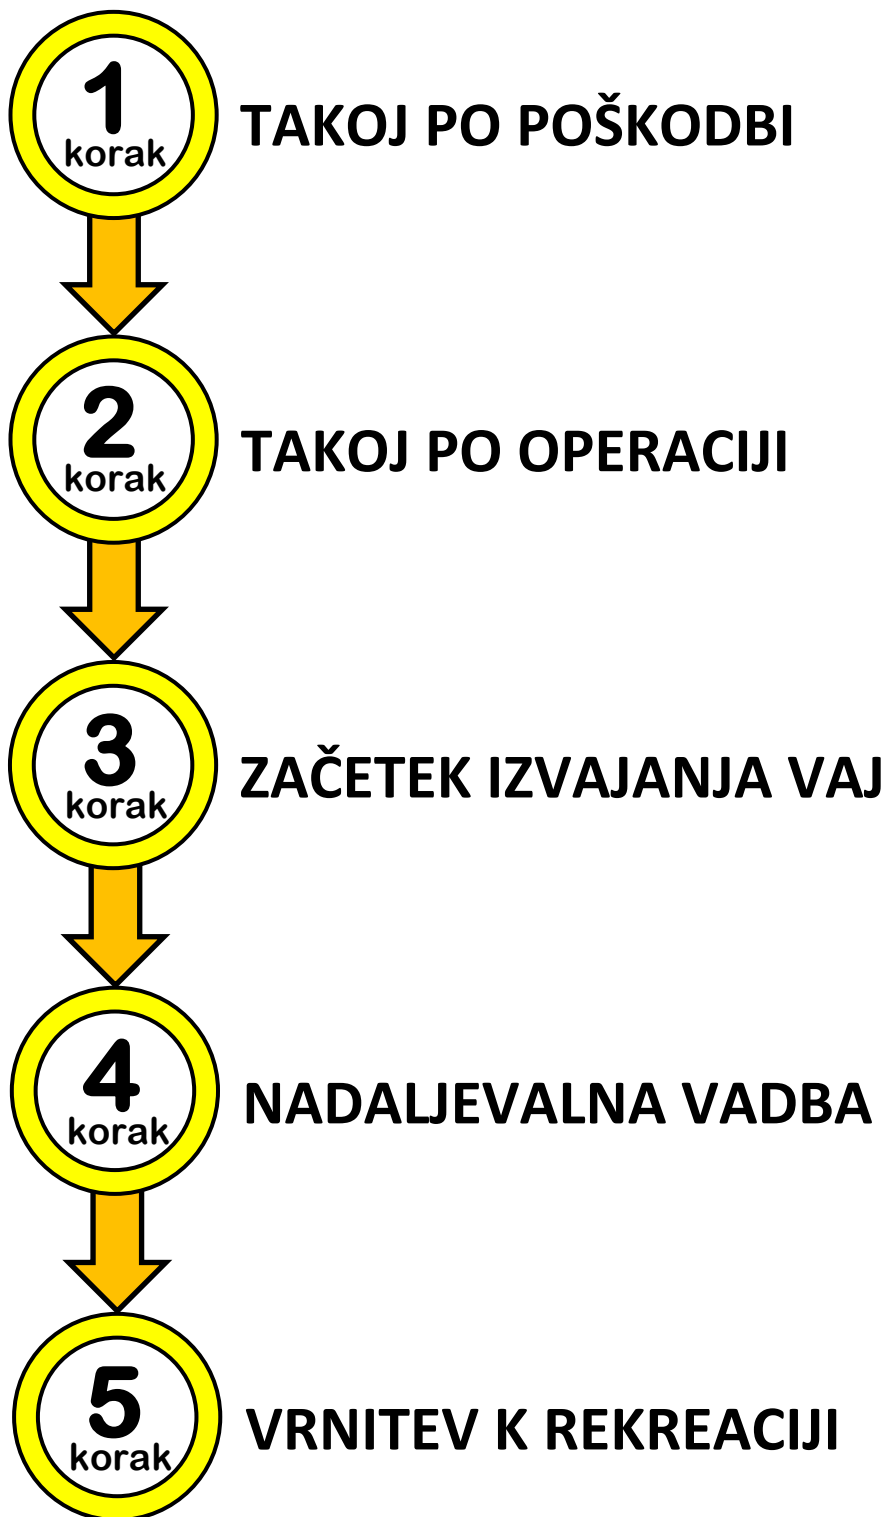 1
korak
TAKOJ PO POŠKODBI
2
korak
TAKOJ PO OPERACIJI
3
korak
ZAČETEK IZVAJANJA VAJ
4
korak
NADALJEVALNA VADBA
5
korak
VRNITEV K REKREACIJI